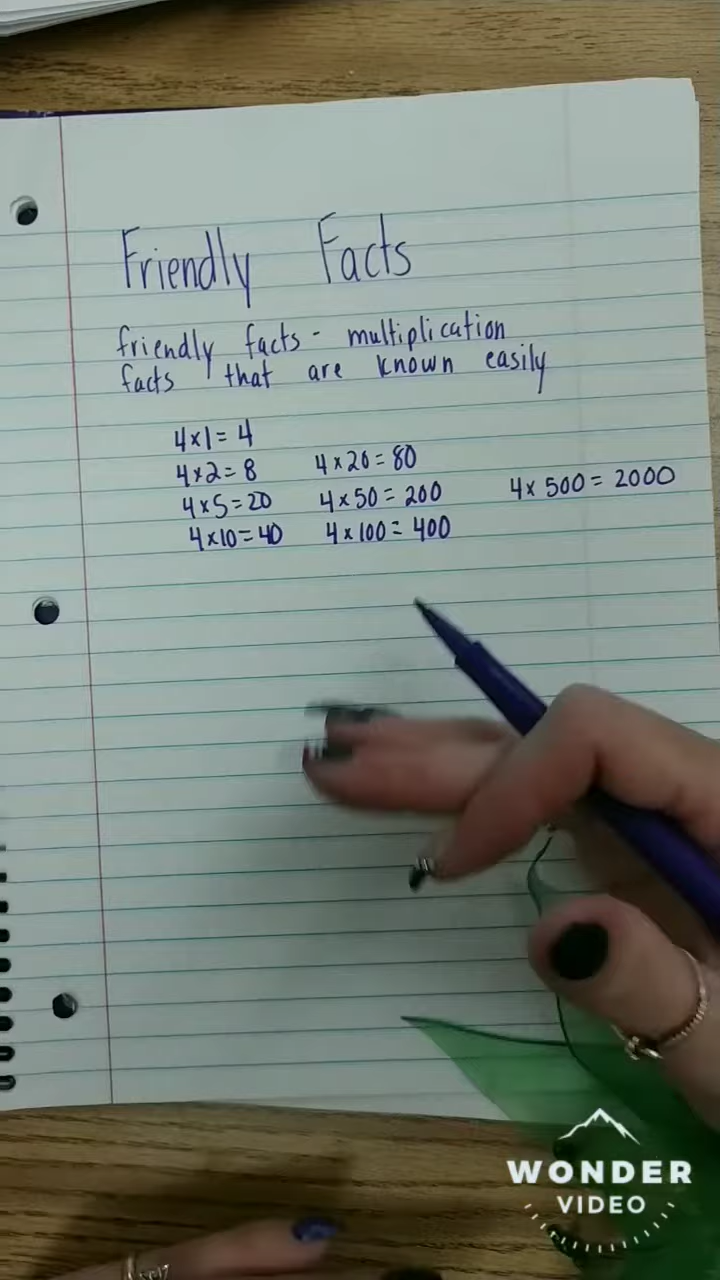 Friendly Facts
friendly facts - multiplication
facts that are known easily
4×1= 4
4×2=8
4×5=20
4×10=40
4×20=80
4×50=200
4×100=400
4×500=2000
WONDER
VIDEO